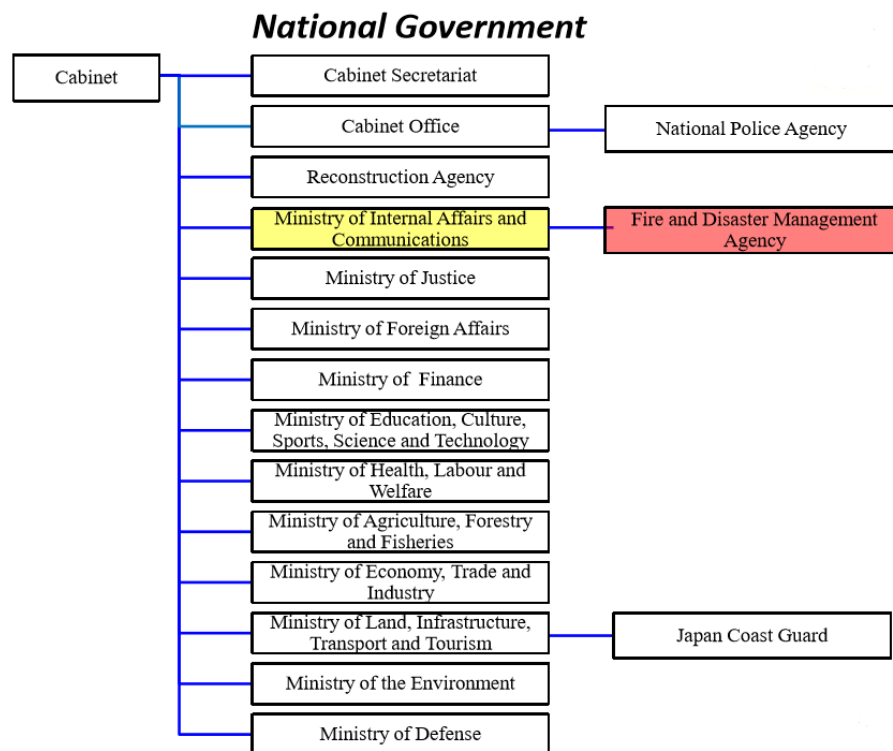 National Government
Cabinet
Cabinet Secretariat
Cabinet Office
National Police Agency
Reconstruction Agency
Ministry of Internal Affairs and
Communications
Fire and Disaster Management
Agency
Ministry of Justice
Ministry of Foreign Affairs
Ministry of Finance
Ministry of Education, Culture,
Sports, Science and Technology
Ministry of Health, Labour and
Welfare
Ministry of Agriculture, Forestry
and Fisheries
Ministry of Economy, Trade and
Industry
Ministry of Land, Infrastructure,
Transport and Tourism
Japan Coast Guard
Ministry of the Environment
Ministry of Defense